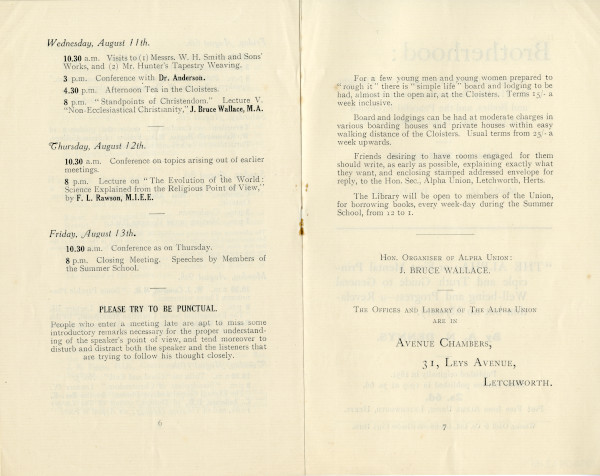 Wednesday, August 11th.
10.30 a.m. Visits to (1) Messrs. W. H. Smith and Sons'
Works, and (2) Mr. Hunter's Tapestry Weaving.
3 p.m. Conference with Dr. Anderson.
4.30 p.m. Afternoon Tea in the Cloisters.
8 p.m. "Standpoints of Christendom." Lecture V.
"Non-Ecclesiastical Christianity," J. Bruce Wallace, M.A.
Thursday, August 12th.
10.30 a.m. Conference on topics arising out of earlier
meetings.
8 p.m. Lecture on "The Evolution of the World:
Science Explained from the Religious Point of View,"
by F. L. Rawson, M.I.E.E.
Friday, August 13th.
10.30 a.m. Conference as on Thursday.
8 p.m. Closing Meeting. Speeches by Members of
the Summer School.
PLEASE TRY TO BE PUNCTUAL.
People who enter a meeting late are apt to miss some
introductory remarks necessary for the proper understand-
ing of the speaker's point of view, and tend moreover to
disturb and distract both the speaker and the listeners that
are trying to follow his thought closely.
6
For a few young men and young women prepared to
"rough it" there is "simple life" board and lodging to be
had, almost in the open air, at the Cloisters. Terms 15/- a
week inclusive.
Board and lodgings can be had at moderate charges in
various boarding houses and private houses within easy
walking distance of the Cloisters. Usual terms from 25/- a
week upwards.
Friends desiring to have rooms engaged for them
should write, as early as possible, explaining exactly what
they want, and enclosing stamped addressed envelope for
reply, to the Hon. Sec., Alpha Union, Letchworth, Herts.
The Library will be open to members of the Union,
for borrowing books, every week-day during the Summer
School, from 12 to 1.
Hon. Organiser of Alpha Union:
J. BRUCE WALLACE.
The Offices and Library of The Alpha Union
are in
Avenue Chambers,
31, Leys Avenue,
Letchworth.
7